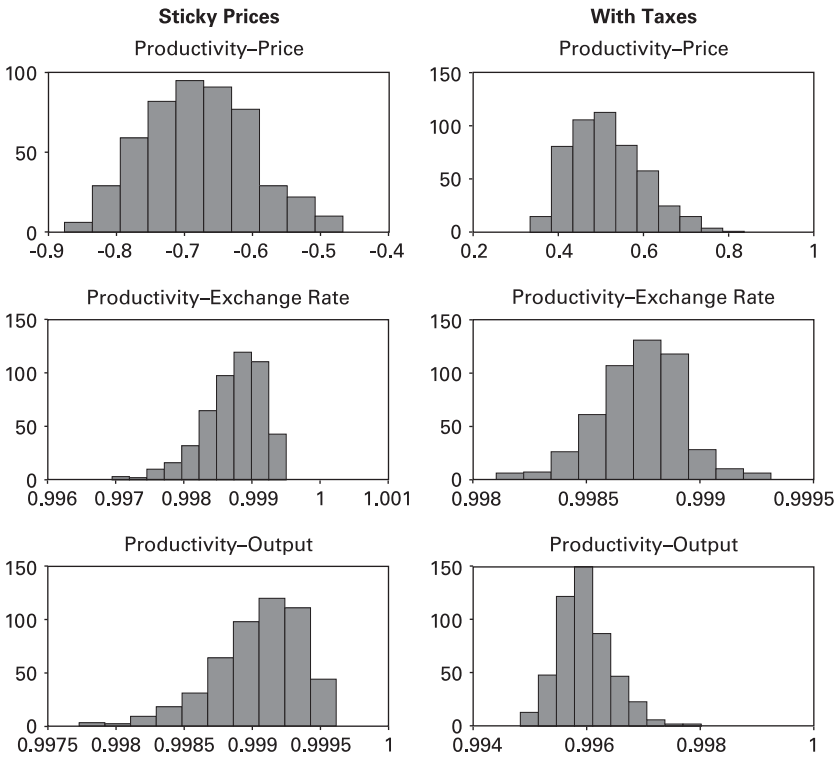 Sticky Prices
Productivity–Price
100
50
0
-0.9 -0.8 -0.7 -0.6 -0.5 -0.4
Productivity–Exchange Rate
150
100
50
0
0.996 0.997 0.998 0.999 1 1.001
Productivity–Output
150
100
50
0
0.9975 0.998 0.9985 0.999 0.9995 1
With Taxes
Productivity–Price
150
100
50
0
0.2 0.4 0.6 0.8 1
Productivity–Exchange Rate
150
100
50
0
0.998 0.9985 0.999 0.9995
Productivity–Output
150
100
50
0
0.994 0.996 0.998 1